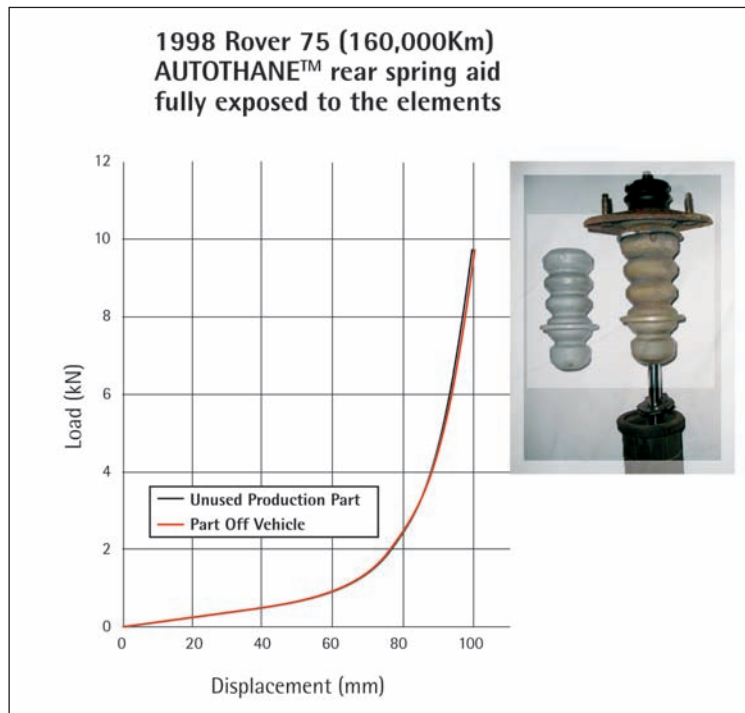 1998 Rover 75 (160,000Km)
AUTOTHANE™ rear spring aid
fully exposed to the elements
12
10
8
6
4
2
0
Load (kN)
Unused Production Part
Part Off Vehicle
0 20 40 60 80 100
Displacement (mm)